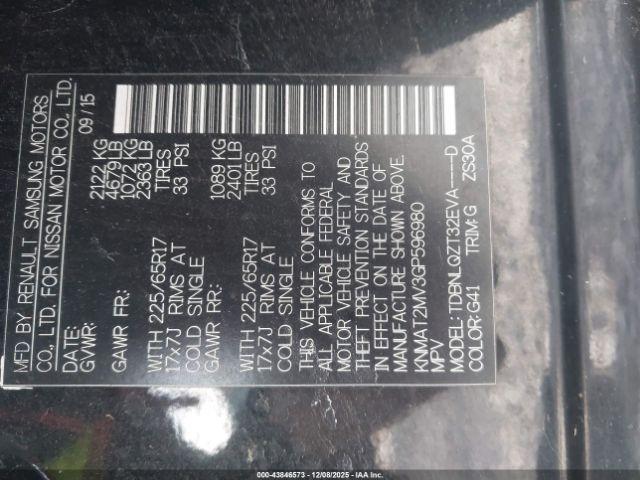 MFD BY RENAULT SAMSUNG MOTORS
CO., LTD. FOR NISSAN MOTOR CO., LTD.
DATE: 09/15
GVWR: 2122 KG
4679 LB
GAWR FR: 1072 KG
2363 LB
WITH 225/65R17 TIRES
17x7J RIMS AT 33 PSI
COLD SINGLE
GAWR RR: 1089 KG
2401 LB
WITH 225/65R17 TIRES
17x7J RIMS AT 33 PSI
COLD SINGLE
THIS VEHICLE CONFORMS TO
ALL APPLICABLE FEDERAL
MOTOR VEHICLE SAFETY AND
THEFT PREVENTION STANDARDS
IN EFFECT ON THE DATE OF
MANUFACTURE SHOWN ABOVE.
KNMAT2MV3GP596980
MPV
MODEL: TDBNLQZT32EVA-----D
COLOR:G41 TRIM:G ZS30A
000-43846573 | 12/08/2025 - IAA Inc.